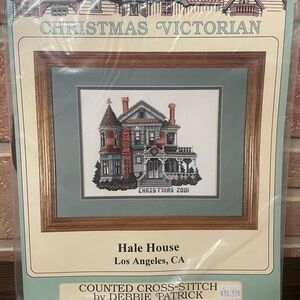 CHRISTMAS VICTORIAN
CHRISTMAS 2001
Hale House
Los Angeles, CA
COUNTED CROSS-STITCH
by DEBBIE PATRICK